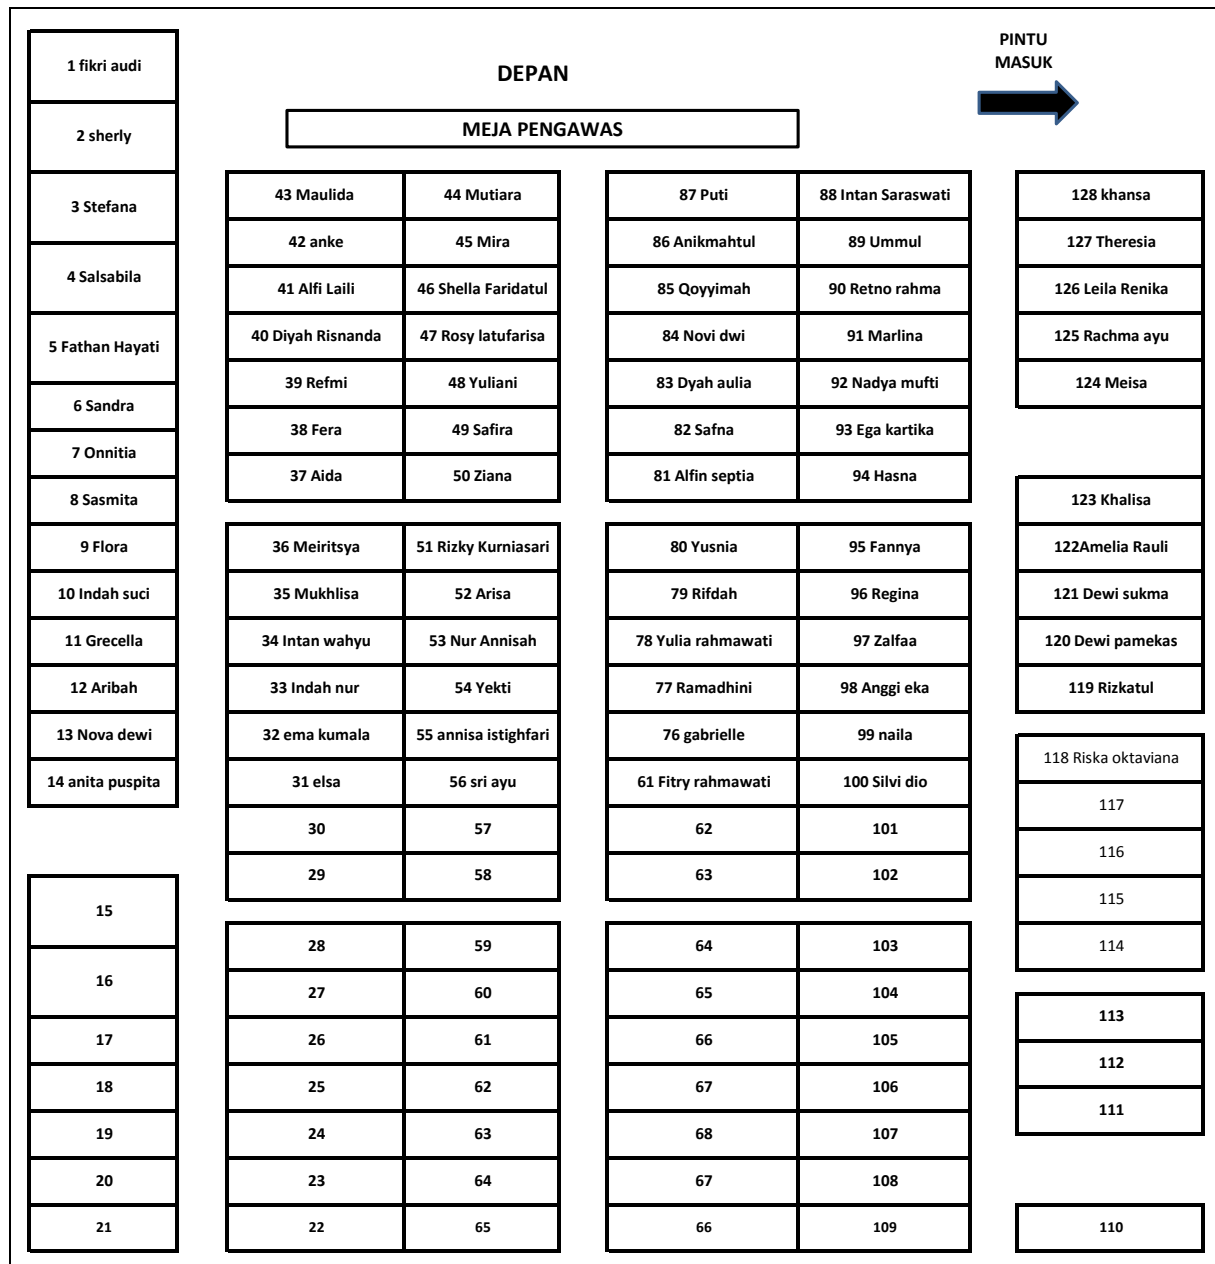 DEPAN
PINTU
MASUK
MEJA PENGAWAS
1 fikri audi
2 sherly
3 Stefana
4 Salsabila
5 Fathan Hayati
6 Sandra
7 Onnitia
8 Sasmita
9 Flora
10 Indah suci
11 Grecella
12 Aribah
13 Nova dewi
14 anita puspita
15
16
17
18
19
20
21
43 Maulida
44 Mutiara
42 anke
45 Mira
41 Alfi Laili
46 Shella Faridatul
40 Diyah Risnanda
47 Rosy latufarisa
39 Refmi
48 Yuliani
38 Fera
49 Safira
37 Aida
50 Ziana
36 Meiritsya
51 Rizky Kurniasari
35 Mukhlisa
52 Arisa
34 Intan wahyu
53 Nur Annisah
33 Indah nur
54 Yekti
32 ema kumala
55 annisa istighfari
31 elsa
56 sri ayu
30
57
29
58
28
59
27
60
26
61
25
62
24
63
23
64
22
65
87 Puti
88 Intan Saraswati
86 Anikmahtul
89 Ummul
85 Qoyyimah
90 Retno rahma
84 Novi dwi
91 Marlina
83 Dyah aulia
92 Nadya mufti
82 Safna
93 Ega kartika
81 Alfin septia
94 Hasna
80 Yusnia
95 Fannya
79 Rifdah
96 Regina
78 Yulia rahmawati
97 Zalfaa
77 Ramadhini
98 Anggi eka
76 gabrielle
99 naila
61 Fitry rahmawati
100 Silvi dio
62
101
63
102
64
103
65
104
66
105
67
106
68
107
67
108
66
109
128 khansa
127 Theresia
126 Leila Renika
125 Rachma ayu
124 Meisa
123 Khalisa
122Amelia Rauli
121 Dewi sukma
120 Dewi pamekas
119 Rizkatul
118 Riska oktaviana
117
116
115
114
113
112
111
110